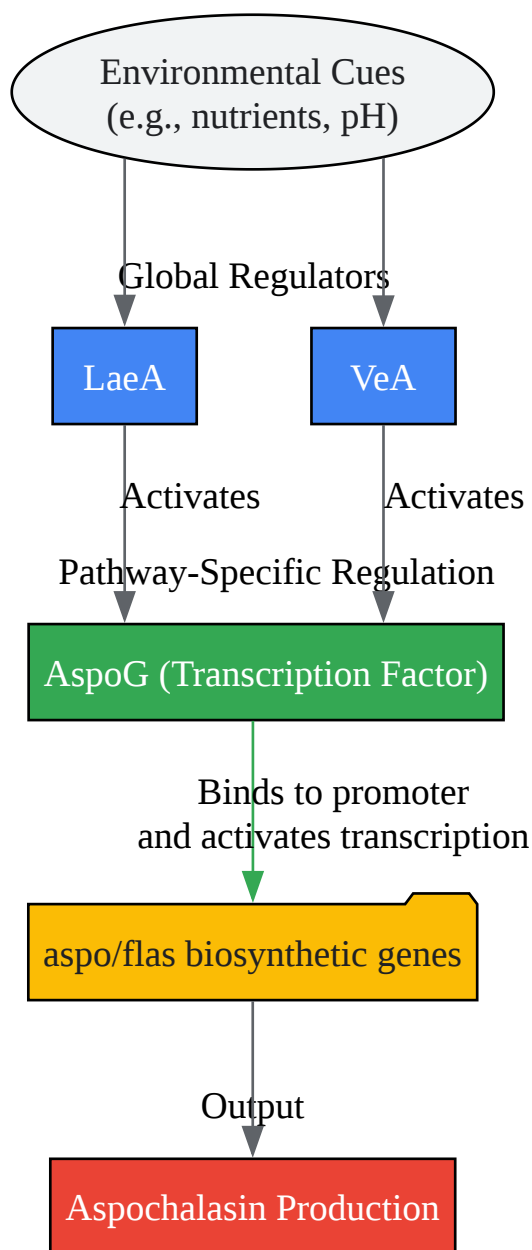 Environmental Cues
(e.g., nutrients, pH)
Global Regulators
LaeA
VeA
Activates
Activates
Pathway-Specific Regulation
AspoG (Transcription Factor)
Binds to promoter
and activates transcription
aspo/flas biosynthetic genes
Output
Aspochalasin Production